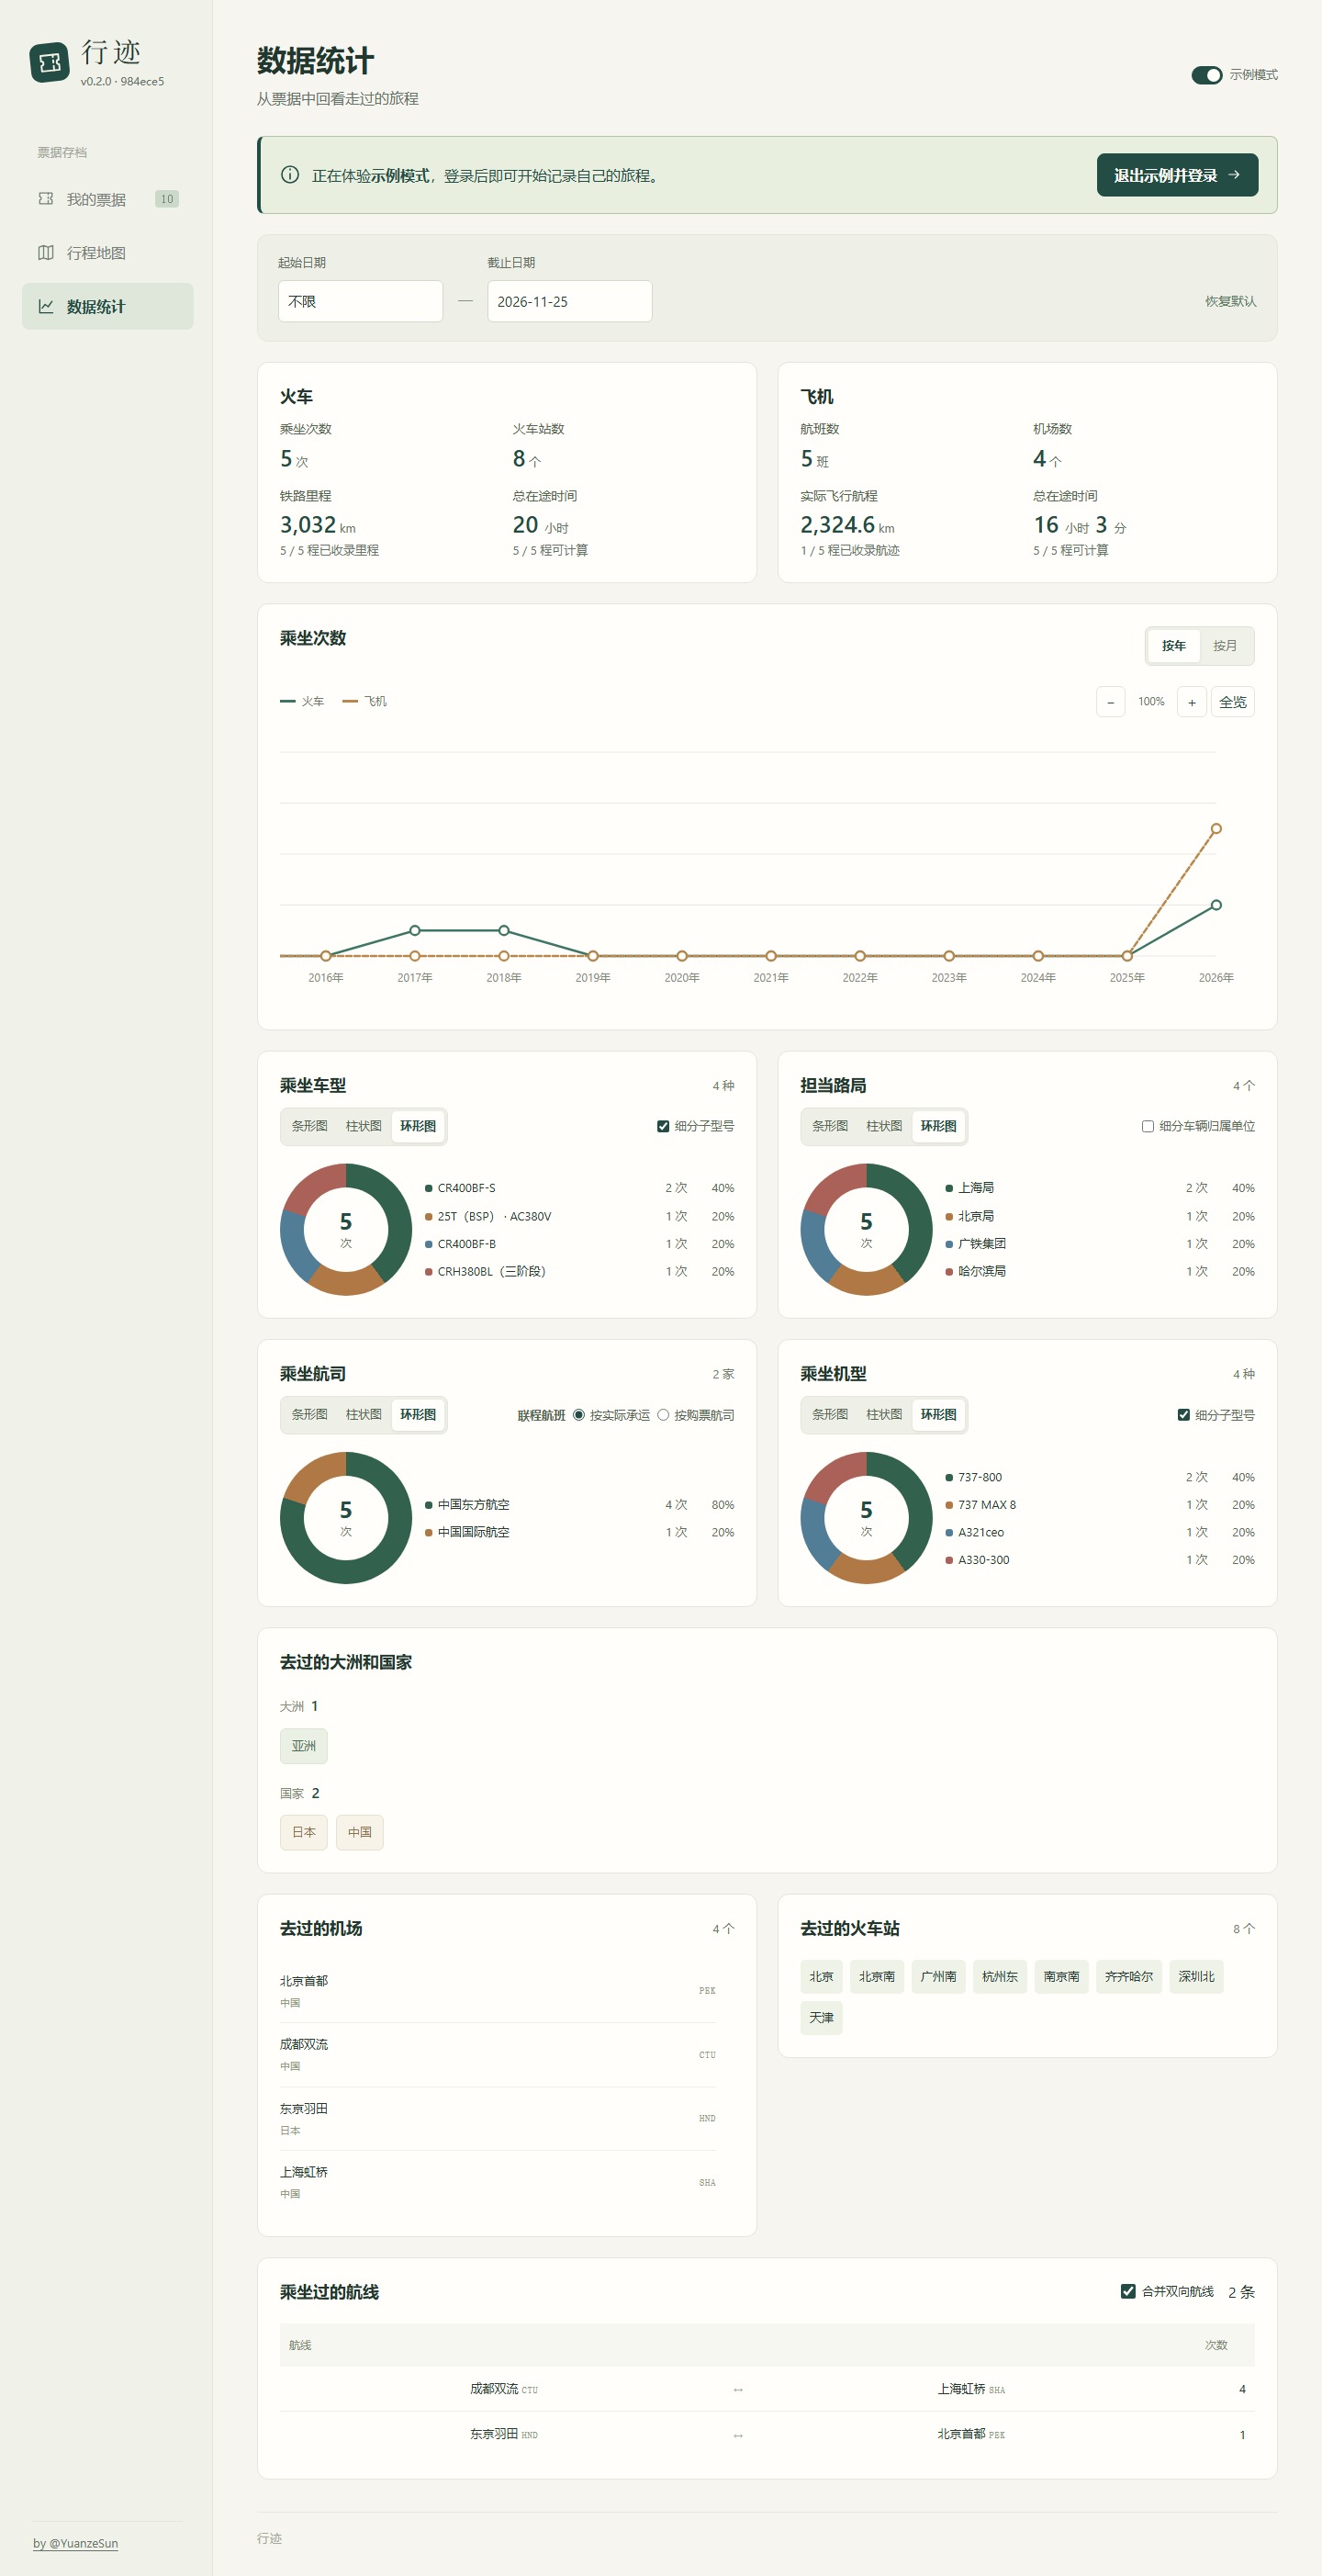 行迹
v0.2.0 · 984ece5
票据存档
我的票据 10
行程地图
数据统计
by @YuanzeSun
数据统计
从票据中回看走过的旅程
示例模式
正在体验示例模式，登录后即可开始记录自己的旅程。
退出示例并登录 →
起始日期 截止日期
不限 — 2026-11-25 恢复默认
火车
乘坐次数 火车站数
5 次 8 个
铁路里程 总在途时间
3,032 km 20 小时
5 / 5 程已收录里程 5 / 5 程可计算
飞机
航班数 机场数
5 班 4 个
实际飞行航程 总在途时间
2,324.6 km 16 小时 3 分
1 / 5 程已收录航迹 5 / 5 程可计算
乘坐次数
按年 按月
火车 飞机
− 100% + 全览
2016年 2017年 2018年 2019年 2020年 2021年 2022年 2023年 2024年 2025年 2026年
乘坐车型 4 种
条形图 柱状图 环形图 细分子型号
5
次
CR400BF-S 2 次 40%
25T（BSP） · AC380V 1 次 20%
CR400BF-B 1 次 20%
CRH380BL（三阶段） 1 次 20%
担当路局 4 个
条形图 柱状图 环形图 细分车辆归属单位
5
次
上海局 2 次 40%
北京局 1 次 20%
广铁集团 1 次 20%
哈尔滨局 1 次 20%
乘坐航司 2 家
条形图 柱状图 环形图 联程航班 按实际承运 按购票航司
5
次
中国东方航空 4 次 80%
中国国际航空 1 次 20%
乘坐机型 4 种
条形图 柱状图 环形图 细分子型号
5
次
737-800 2 次 40%
737 MAX 8 1 次 20%
A321ceo 1 次 20%
A330-300 1 次 20%
去过的大洲和国家
大洲 1
亚洲
国家 2
日本 中国
去过的机场 4 个
北京首都 PEK
中国
成都双流 CTU
中国
东京羽田 HND
日本
上海虹桥 SHA
中国
去过的火车站 8 个
北京 北京南 广州南 杭州东 南京南 齐齐哈尔 深圳北
天津
乘坐过的航线 合并双向航线 2 条
航线 次数
成都双流 CTU ↔ 上海虹桥 SHA 4
东京羽田 HND ↔ 北京首都 PEK 1
行迹